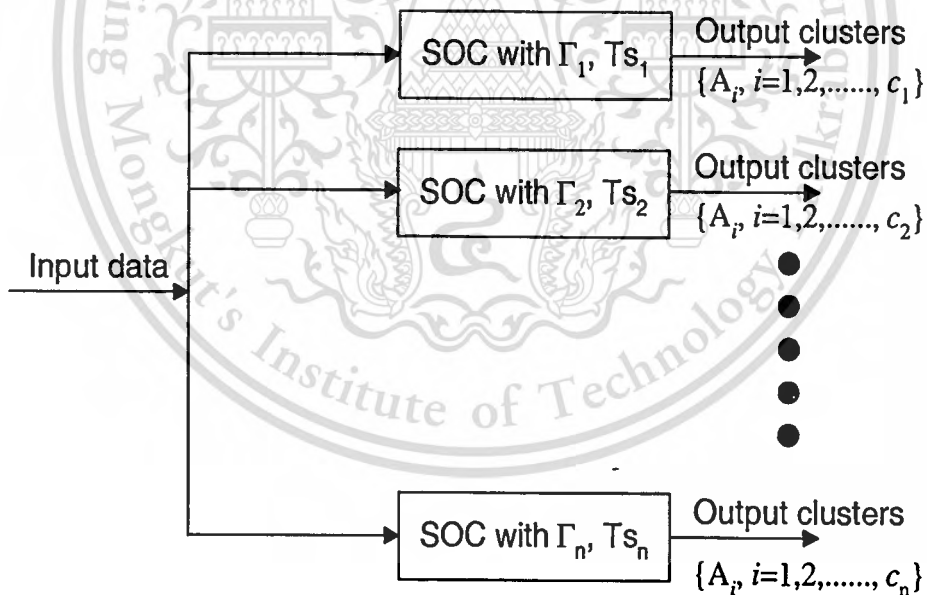 SOC with Γ₁, Ts₁
Output clusters
{Aᵢ, i=1,2,......, c₁}
SOC with Γ₂, Ts₂
Output clusters
{Aᵢ, i=1,2,......, c₂}
Input data
SOC with Γₙ, Tsₙ
Output clusters
{Aᵢ, i=1,2,......, cₙ}
Mongkut's Institute of Technology